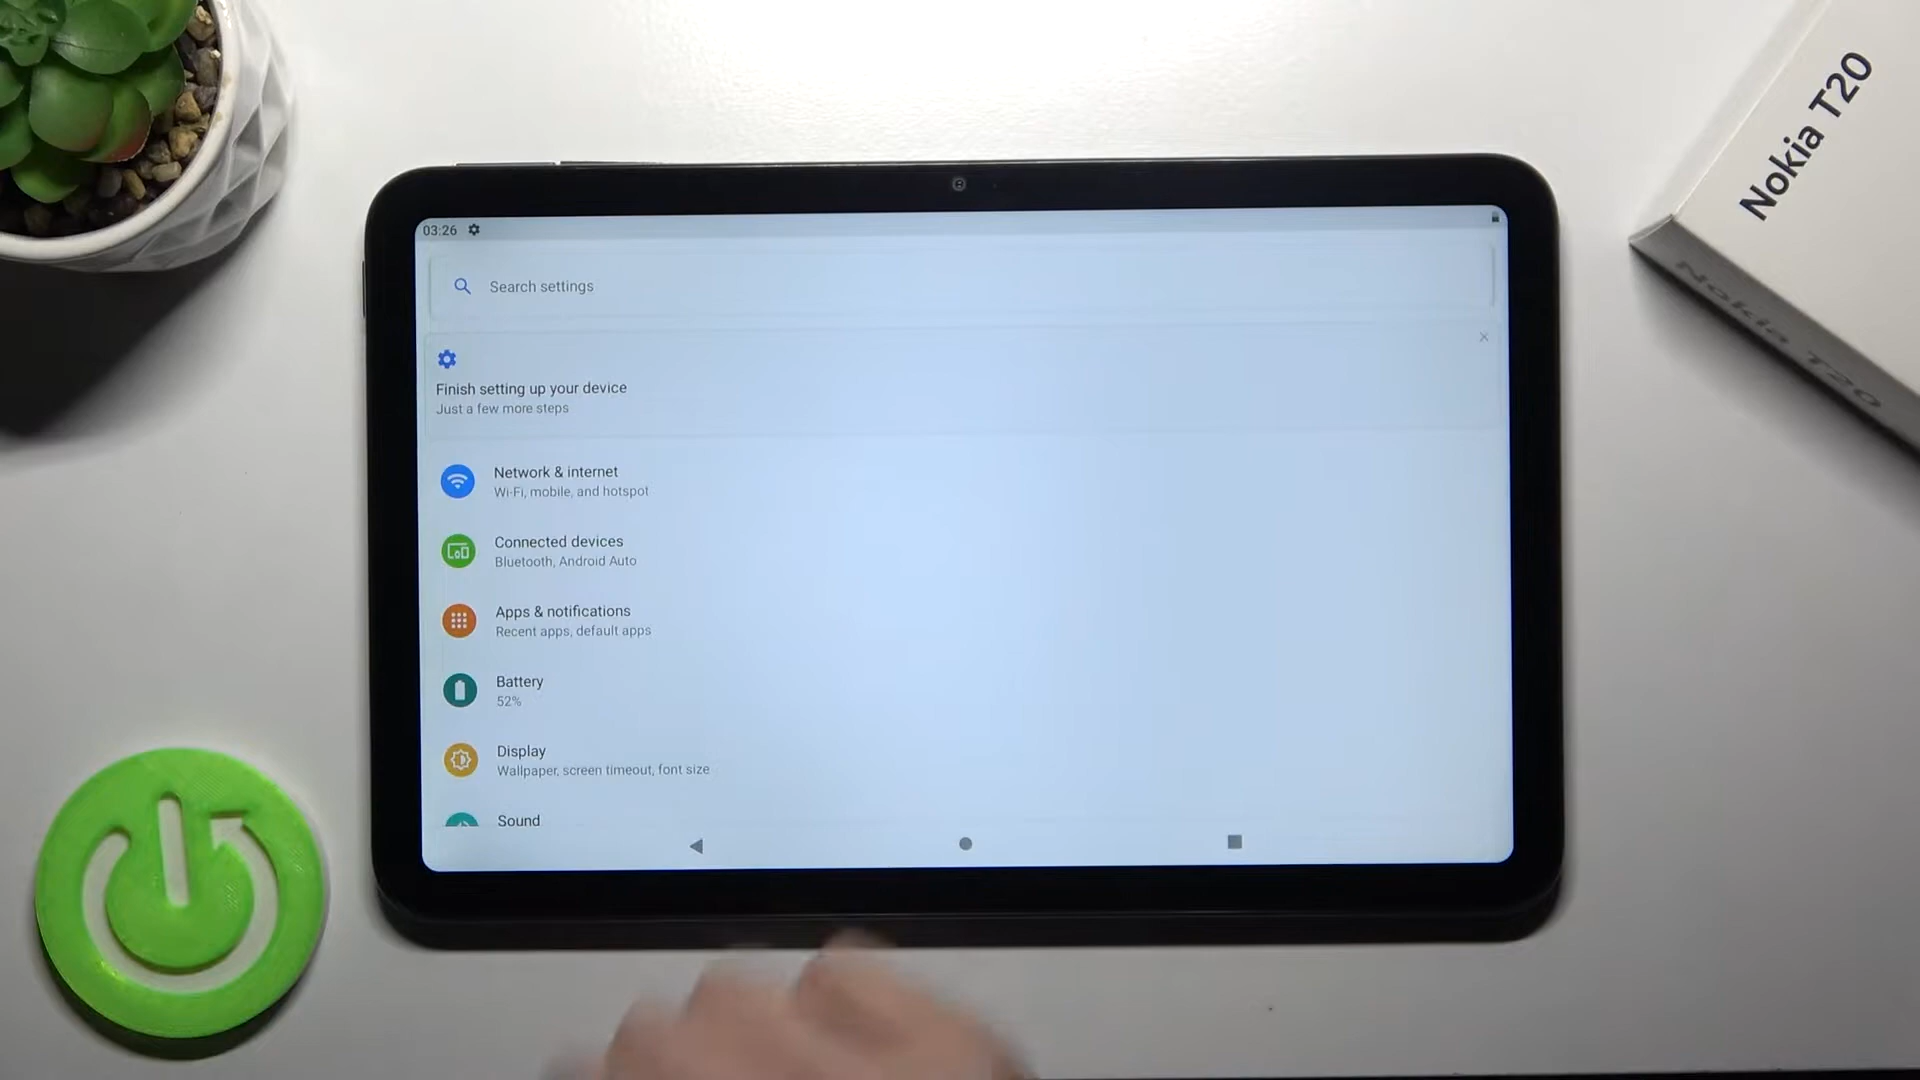 Nokia T20
Nokia T20
03:26
Search settings
Finish setting up your device
Just a few more steps
Network & internet
Wi-Fi, mobile, and hotspot
Connected devices
Bluetooth, Android Auto
Apps & notifications
Recent apps, default apps
Battery
52%
Display
Wallpaper, screen timeout, font size
Sound